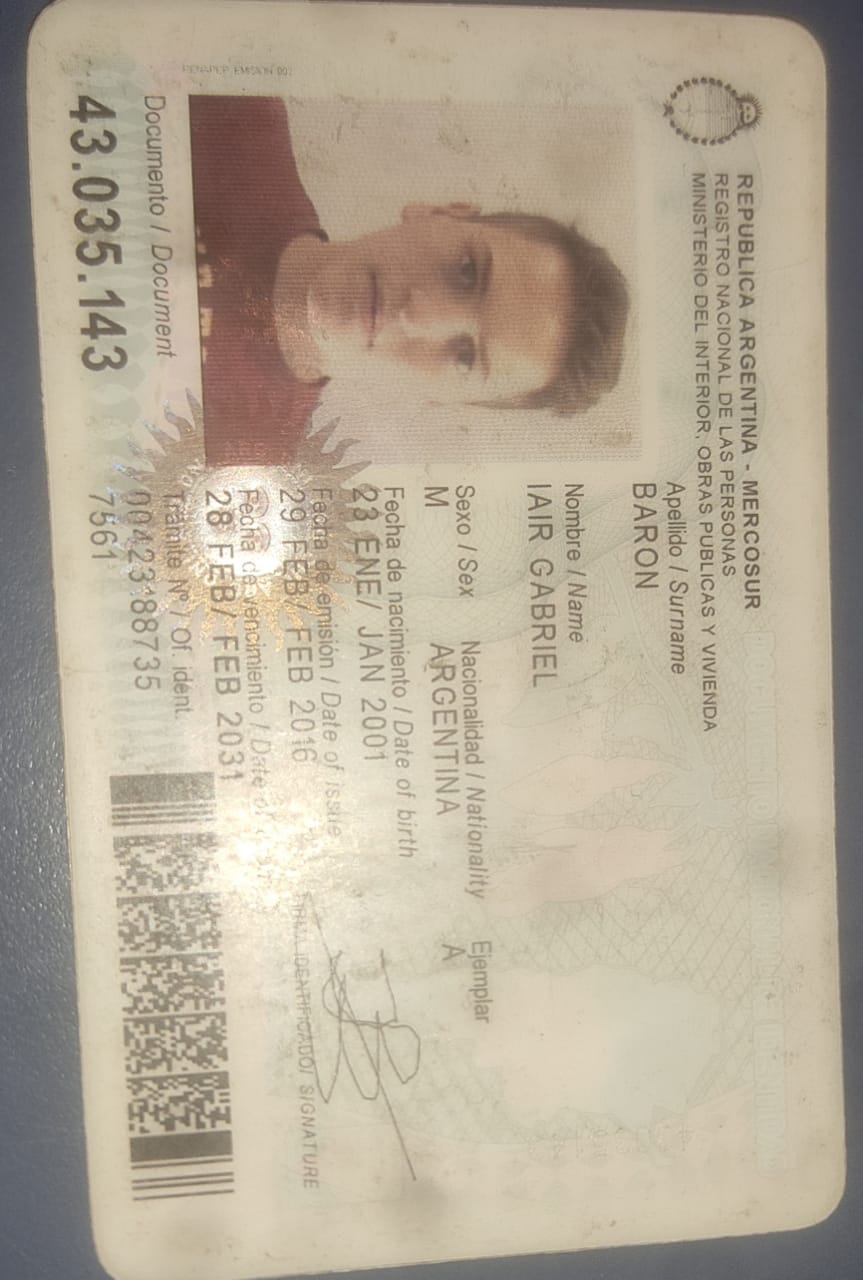 REPUBLICA ARGENTINA - MERCOSUR
REGISTRO NACIONAL DE LAS PERSONAS
MINISTERIO DEL INTERIOR, OBRAS PUBLICAS Y VIVIENDA
Apellido / Surname
BARON
Nombre / Name
IAIR GABRIEL
Sexo / Sex Nacionalidad / Nationality Ejemplar
M ARGENTINA A
Fecha de nacimiento / Date of birth
23 ENE/ JAN 2001
Fecha de emisión / Date of issue
29 FEB/ FEB 2016
Fecha de vencimiento / Date of
28 FEB/ FEB 2031
FIRMA IDENTIFICADO/ SIGNATURE
Trámite Nº / Of. ident.
00423188735
7561
Documento / Document
43.035.143
RENAPER EMISION